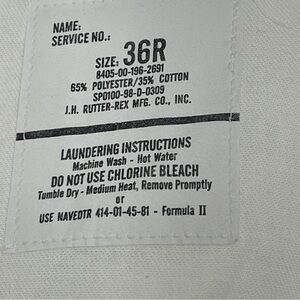 NAME:
SERVICE NO.:
SIZE: 36R
8405-00-196-2691
65% POLYESTER/35% COTTON
SP0100-98-D-0309
J.H. RUTTER-REX MFG. CO., INC.
LAUNDERING INSTRUCTIONS
Machine Wash - Hot Water
DO NOT USE CHLORINE BLEACH
Tumble Dry - Medium Heat, Remove Promptly
or
USE NAVEDTR 414-01-45-81 - Formula II